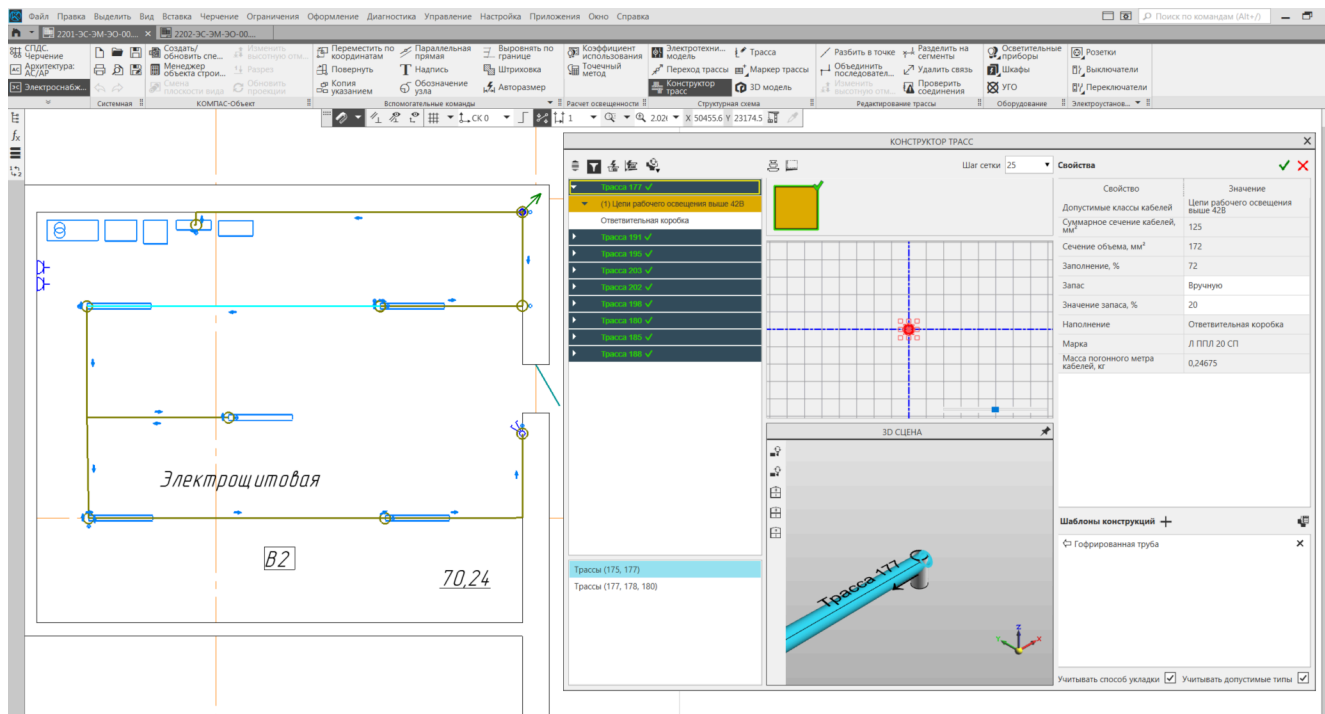 Файл Правка Выделить Вид Вставка Черчение Ограничения Оформление Диагностика Управление Настройка Приложения Окно Справка
Поиск по командам (Alt+/)
2201-ЭС-ЭМ-ЭО-00.... × 2202-ЭС-ЭМ-ЭО-00....
СПДС. Черчение
Архитектура: АС/АР
Электроснабж...
Системная
Создать/ обновить спе...
Менеджер объекта строи...
Смена плоскости вида
Изменить высотную отм...
Разрез
Обновить проекции
КОМПАС-Объект
Переместить по координатам
Повернуть
Копия указанием
Параллельная прямая
Надпись
Обозначение узла
Выровнять по границе
Штриховка
Авторазмер
Вспомогательные команды
Коэффициент использования
Точечный метод
Расчет освещенности
Электротехни... модель
Переход трассы
Конструктор трасс
Трасса
Маркер трассы
3D модель
Структурная схема
Разбить в точке
Объединить последовател...
Изменить высотную отм...
Разделить на сегменты
Удалить связь
Проверить соединения
Редактирование трассы
Осветительные приборы
Шкафы
УГО
Оборудование
Розетки
Выключатели
Переключатели
Электроустанов...
СК 0
1
X 50455.6 Y 23174.5
Электрощитовая
В2
70,24
КОНСТРУКТОР ТРАСС
Шаг сетки 25
Трасса 177
(1) Цепи рабочего освещения выше 42В
Ответвительная коробка
Трасса 191
Трасса 195
Трасса 203
Трасса 202
Трасса 198
Трасса 180
Трасса 185
Трасса 188
Трассы (175, 177)
Трассы (177, 178, 180)
3D СЦЕНА
Трасса 177
Z
Y
X
Свойства
Свойство Значение
Допустимые классы кабелей Цепи рабочего освещения выше 42В
Суммарное сечение кабелей, мм² 125
Сечение объема, мм² 172
Заполнение, % 72
Запас Вручную
Значение запаса, % 20
Наполнение Ответвительная коробка
Марка Л ППЛ 20 СП
Масса погонного метра кабелей, кг 0,24675
Шаблоны конструкций
Гофрированная труба
Учитывать способ укладки Учитывать допустимые типы